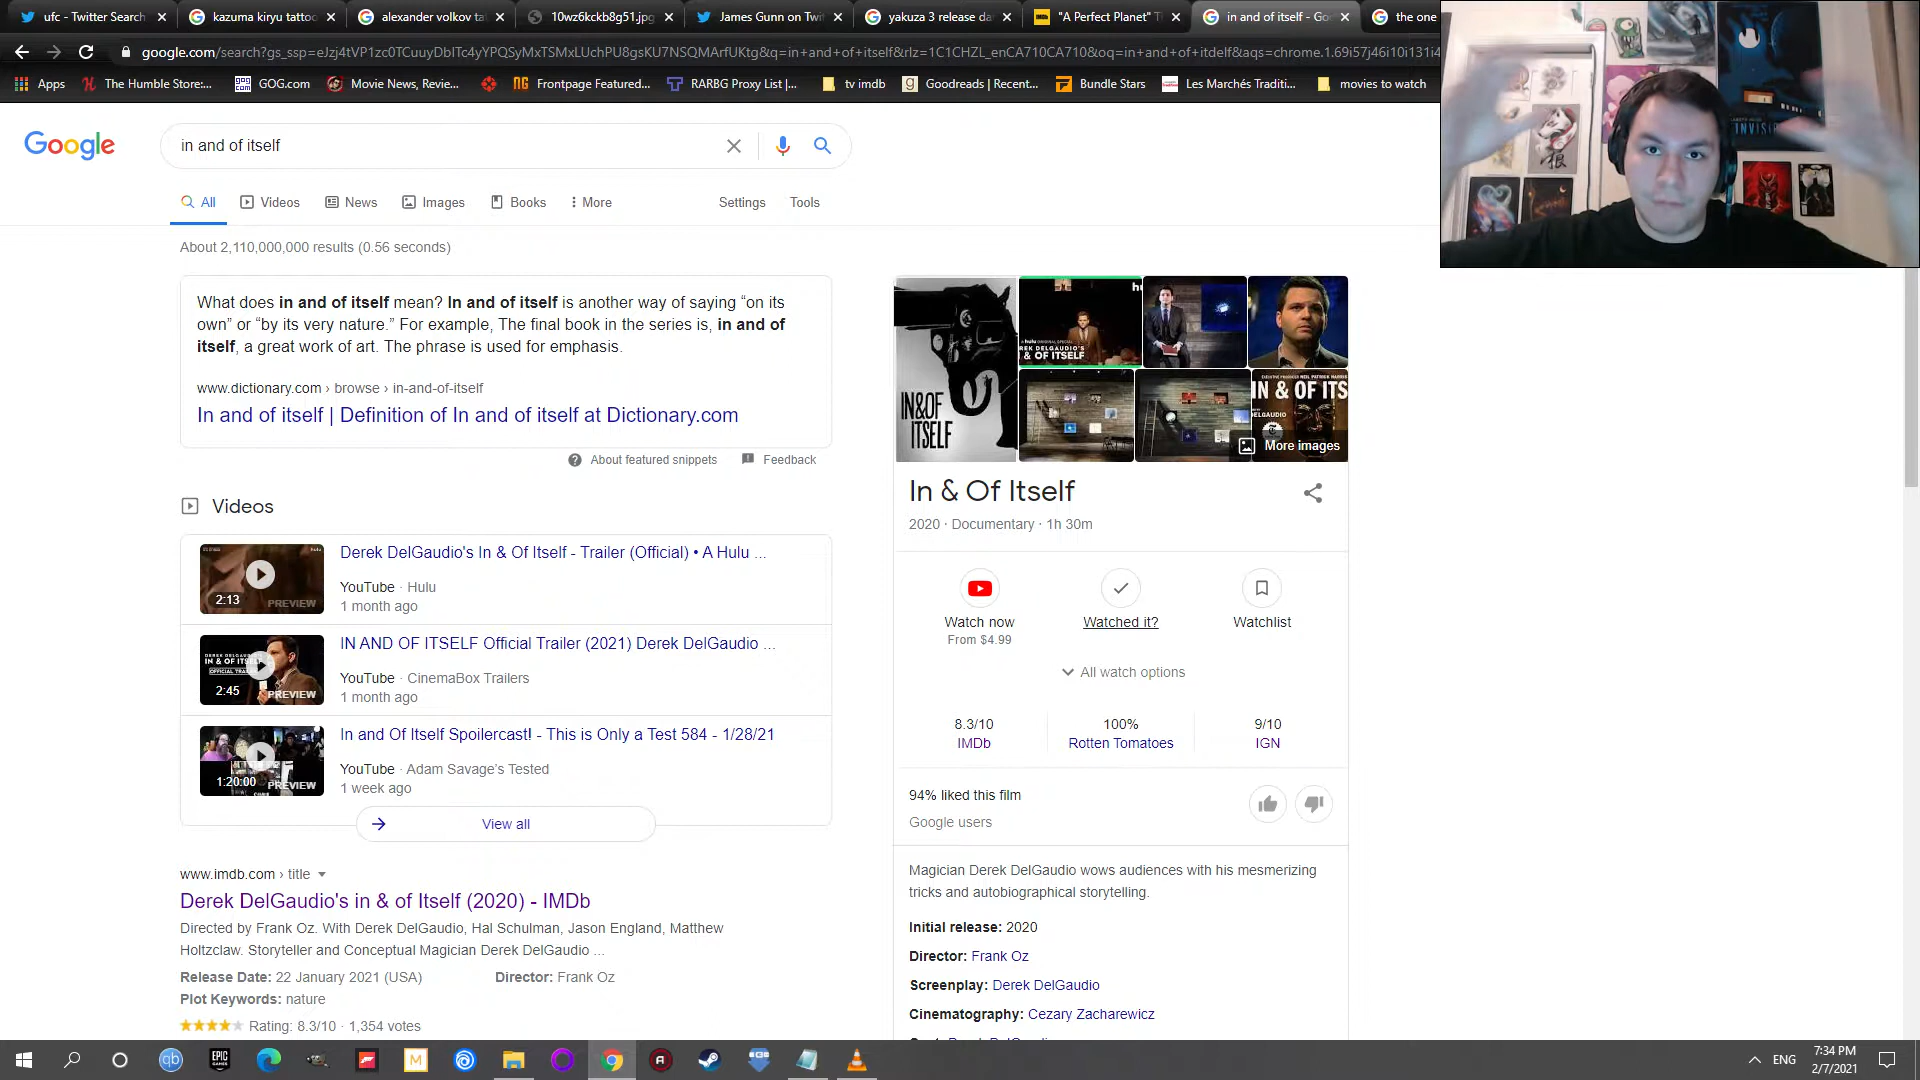 ufc - Twitter Search
kazuma kiryu tattoo
alexander volkov ta
10wz6kckb8g51.jpg
James Gunn on Twi
yakuza 3 release da
"A Perfect Planet" T
in and of itself - Go
the one
google.com/search?gs_ssp=eJzj4tVP1zc0TCuuyDbITc4yYPQSyMxTSMxLUchPU8gsKU7NSQMArfUKtg&q=in+and+of+itself&rlz=1C1CHZL_enCA710CA710&oq=in+and+of+itdelf&aqs=chrome.1.69i57j46i10i131i4
Apps
The Humble Store:...
GOG.com
Movie News, Revie...
Frontpage Featured...
RARBG Proxy List |...
tv imdb
Goodreads | Recent...
Bundle Stars
Les Marchés Traditi...
movies to watch
INVISI
狼
Google
in and of itself
All
Videos
News
Images
Books
More
Settings
Tools
About 2,110,000,000 results (0.56 seconds)
What does in and of itself mean? In and of itself is another way of saying “on its
own” or “by its very nature.” For example, The final book in the series is, in and of
itself, a great work of art. The phrase is used for emphasis.
www.dictionary.com › browse › in-and-of-itself
In and of itself | Definition of In and of itself at Dictionary.com
About featured snippets
Feedback
Videos
2:13
PREVIEW
Derek DelGaudio's In & Of Itself - Trailer (Official) • A Hulu ...
YouTube · Hulu
1 month ago
IN & OF ITSELF
2:45
PREVIEW
IN AND OF ITSELF Official Trailer (2021) Derek DelGaudio ...
YouTube · CinemaBox Trailers
1 month ago
1:20:00
PREVIEW
In and Of Itself Spoilercast! - This is Only a Test 584 - 1/28/21
YouTube · Adam Savage's Tested
1 week ago
View all
www.imdb.com › title
Derek DelGaudio's in & of Itself (2020) - IMDb
Directed by Frank Oz. With Derek DelGaudio, Hal Schulman, Jason England, Matthew
Holtzclaw. Storyteller and Conceptual Magician Derek DelGaudio ...
Release Date: 22 January 2021 (USA)
Director: Frank Oz
Plot Keywords: nature
Rating: 8.3/10 · 1,354 votes
IN&OF
ITSELF
hu
EREK DELGAUDIO'S
N & OF ITSELF
IN & OF ITS
ELGAUDIO
More images
In & Of Itself
2020 · Documentary · 1h 30m
Watch now
From $4.99
Watched it?
Watchlist
All watch options
8.3/10
IMDb
100%
Rotten Tomatoes
9/10
IGN
94% liked this film
Google users
Magician Derek DelGaudio wows audiences with his mesmerizing
tricks and autobiographical storytelling.
Initial release: 2020
Director: Frank Oz
Screenplay: Derek DelGaudio
Cinematography: Cezary Zacharewicz
ENG
7:34 PM
2/7/2021